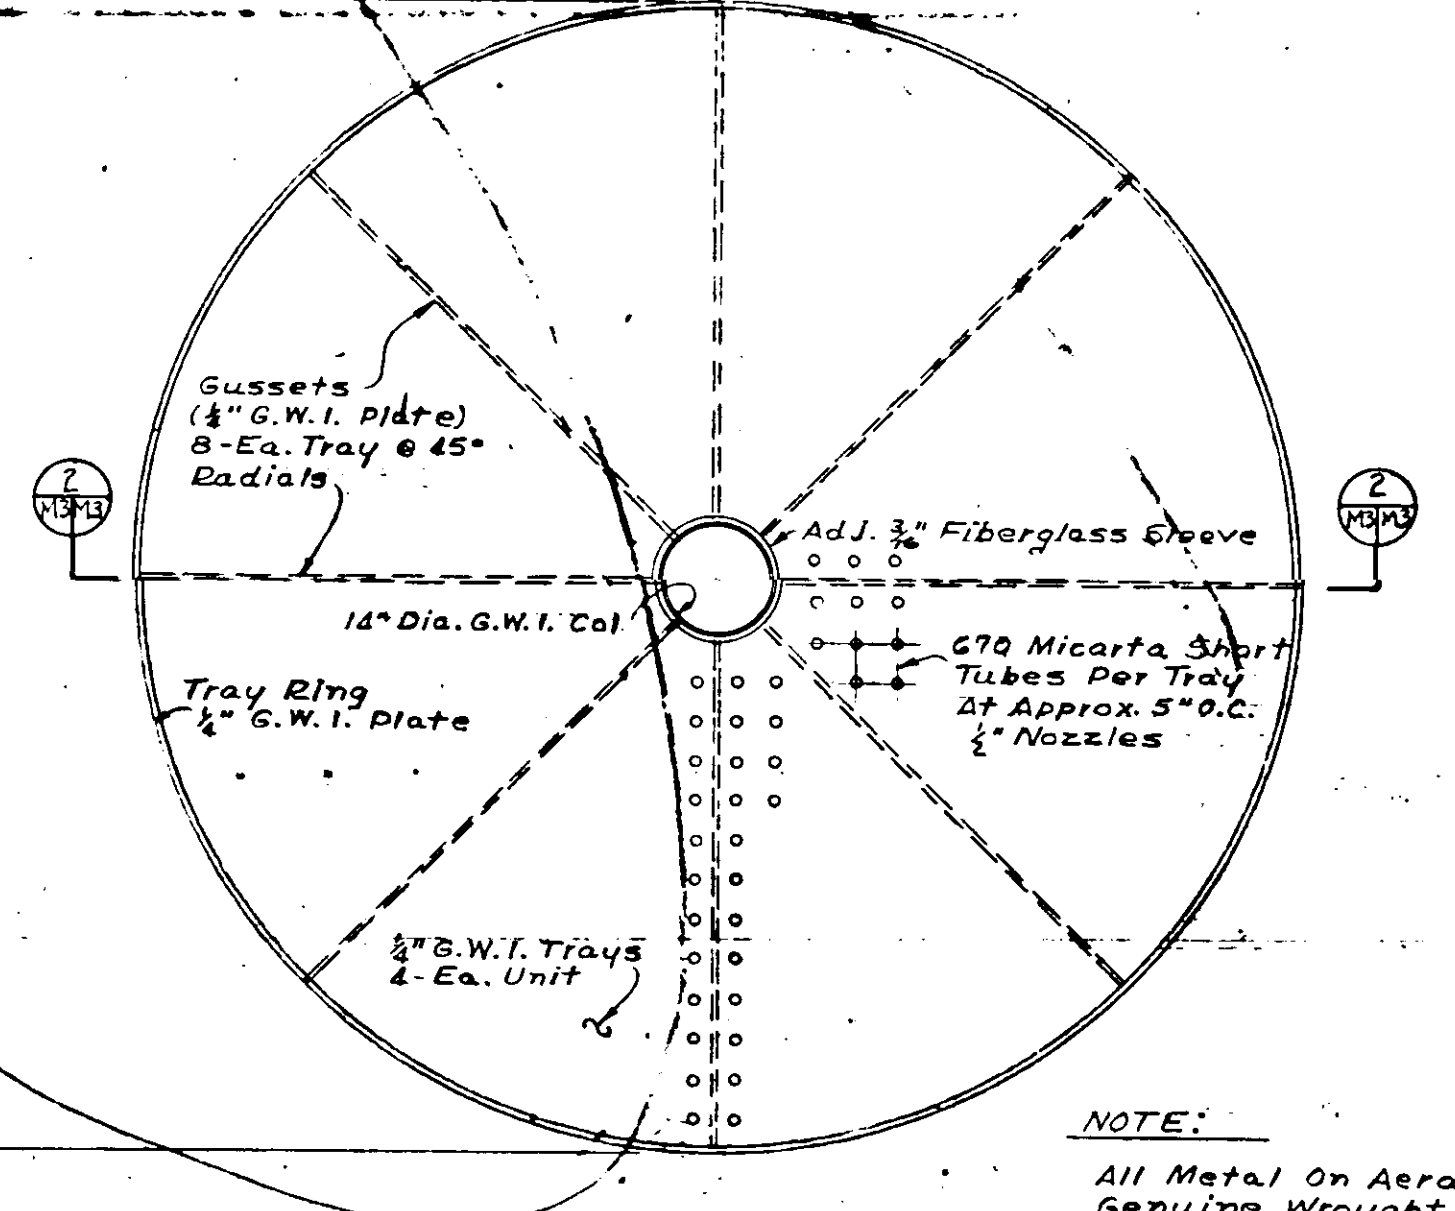 Gussets
(1/4" G.W.I. Plate)
8-Ea. Tray @ 45°
Radials
2
M3 M3
2
M3 M3
Adj. 3/16" Fiberglass Sleeve
14" Dia. G.W.I. Col.
670 Micarta Short
Tubes Per Tray
At Approx. 5" O.C.
1/2" Nozzles
Tray Ring
1/4" G.W.I. Plate
1/4" G.W.I. Trays
4-Ea. Unit
NOTE:
All Metal On Aera
Genuine Wrought